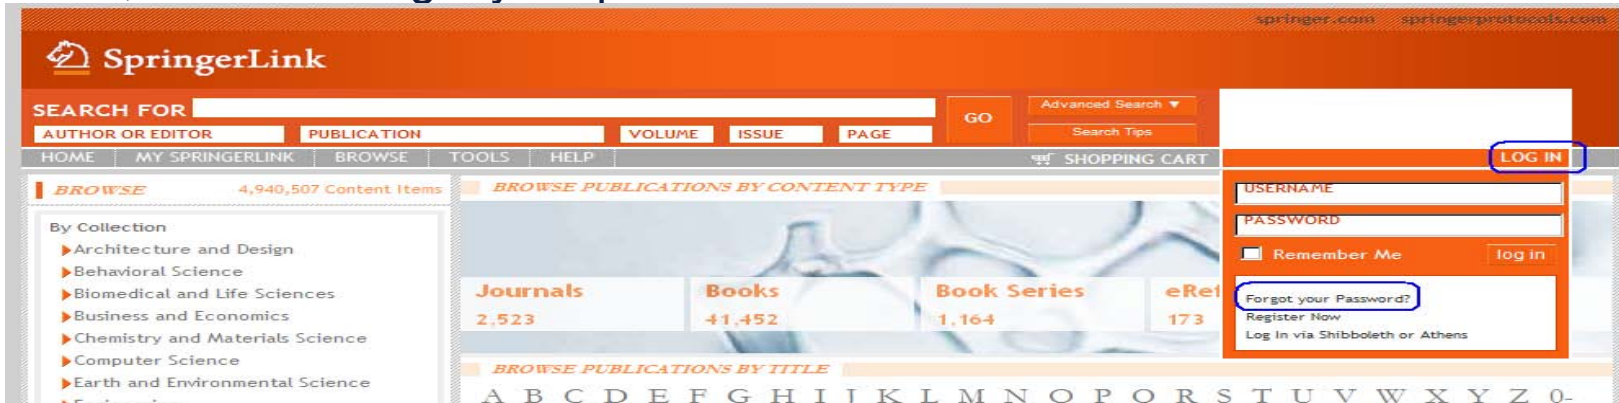 springer.com springerprotocols.com
SpringerLink
SEARCH FOR
GO
Advanced Search ▼
AUTHOR OR EDITOR PUBLICATION VOLUME ISSUE PAGE
Search Tips
HOME MY SPRINGERLINK BROWSE TOOLS HELP SHOPPING CART LOG IN
BROWSE 4,940,507 Content Items
BROWSE PUBLICATIONS BY CONTENT TYPE
USERNAME
PASSWORD
Remember Me log in
Forgot your Password?
Register Now
Log In via Shibboleth or Athens
By Collection
Architecture and Design
Behavioral Science
Biomedical and Life Sciences
Business and Economics
Chemistry and Materials Science
Computer Science
Earth and Environmental Science
Journals Books Book Series eRef
2,523 41,452 1,164 173
BROWSE PUBLICATIONS BY TITLE
A B C D E F G H I J K L M N O P Q R S T U V W X Y Z 0-